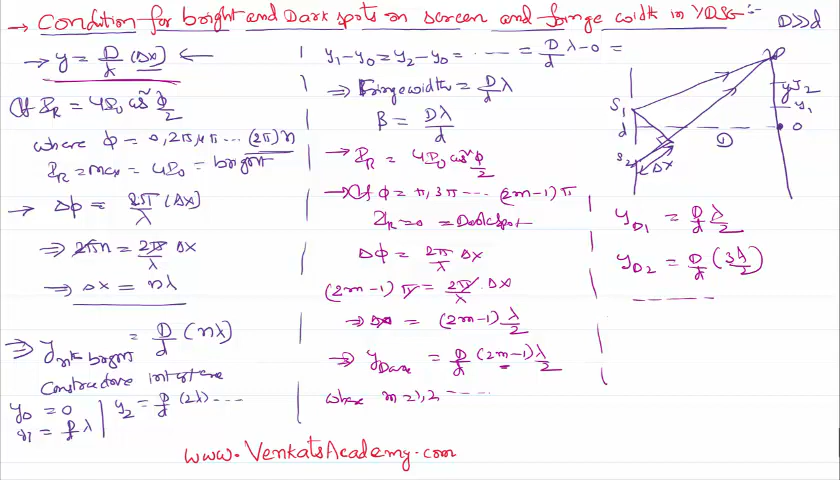 → Condition for bright and Dark spots on screen and fringe width in YDSE:- D>>d
→ y = D/d (Δx) ←
If I_R = 4I_0 cos² φ/2
where φ = 0, 2π, 4π --- (2π)n
I_R = max = 4I_0 = bright
→ Δφ = 2π/λ (Δx)
⇒ 2πn = 2π/λ Δx
⇒ Δx = nλ
⇒ y_nth bright = D/d (nλ)
Constructive interference
y_0 = 0
y_1 = D/d λ
y_2 = D/d (2λ) ----
y_1 - y_0 = y_2 - y_0 = ---- = D/d λ - 0 =
⇒ Fringe width = D/d λ
β = Dλ/d
→ I_R = 4I_0 cos² φ/2
→ If φ = π, 3π --- (2m-1)π
I_R = 0 = Dark spot
Δφ = 2π/λ Δx
(2m-1) π = 2π/λ Δx
⇒ Δx = (2m-1) λ/2
⇒ y_Dark = D/d (2m-1) λ/2
where m = 1, 2 -----
S_1
d
S_2
Δx
D
P
y
y_2
y_1
0
y_D1 = D/d λ/2
y_D2 = D/d (3λ/2)
www.VenkatsAcademy.com